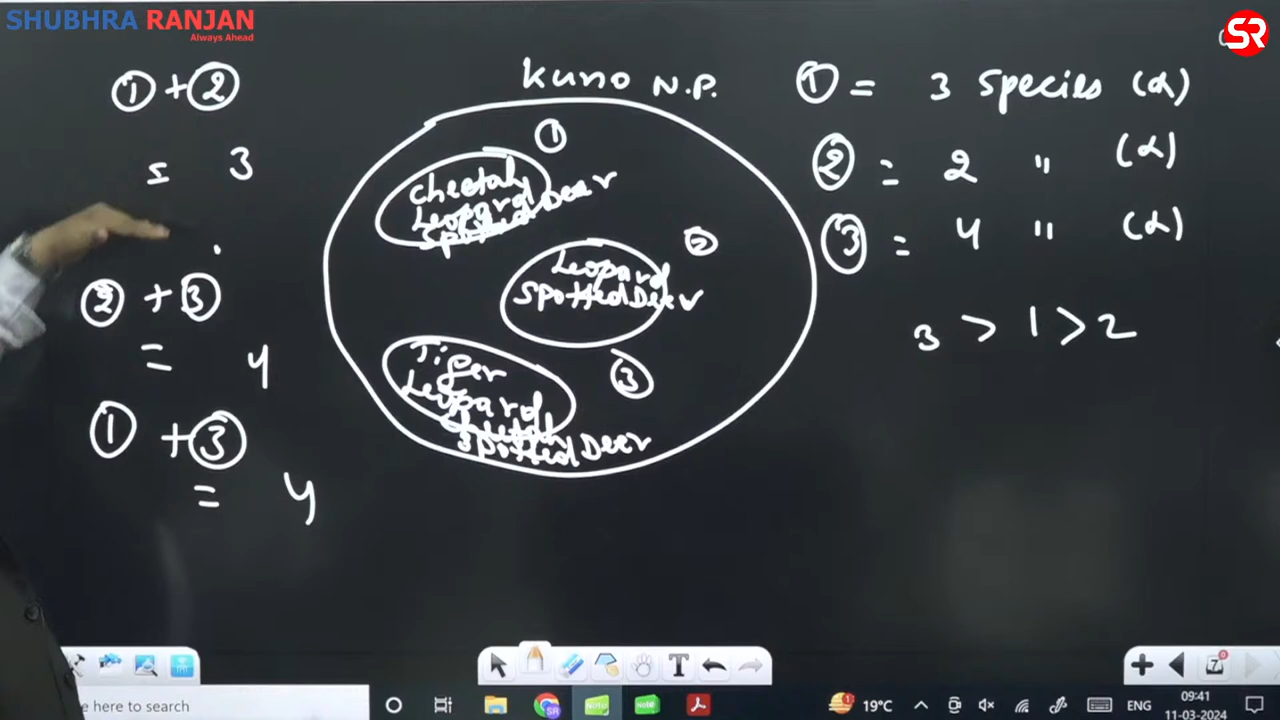 SHUBHRA RANJAN
Always Ahead
SR
① + ②
= 3
② + ③
= 4
① + ③
= 4
Kuno N.P.
①
Cheetah
Leopard
Spotted Deer
②
Leopard
Spotted Deer
③
Tiger
Leopard
Cheetah
Spotted Deer
① = 3 Species (α)
② = 2 " (α)
③ = 4 " (α)
3 > 1 > 2
e here to search
T
7
19°C
ENG
09:41
11-03-2024